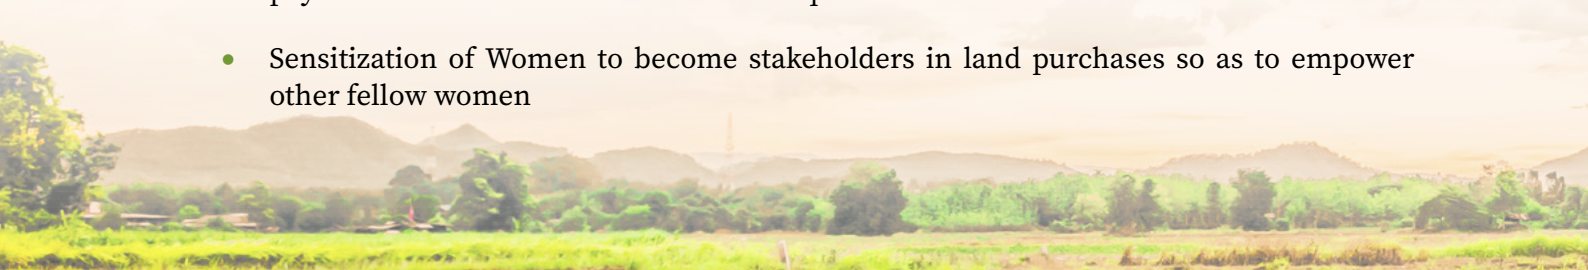 Sensitization of Women to become stakeholders in land purchases so as to empower
other fellow women